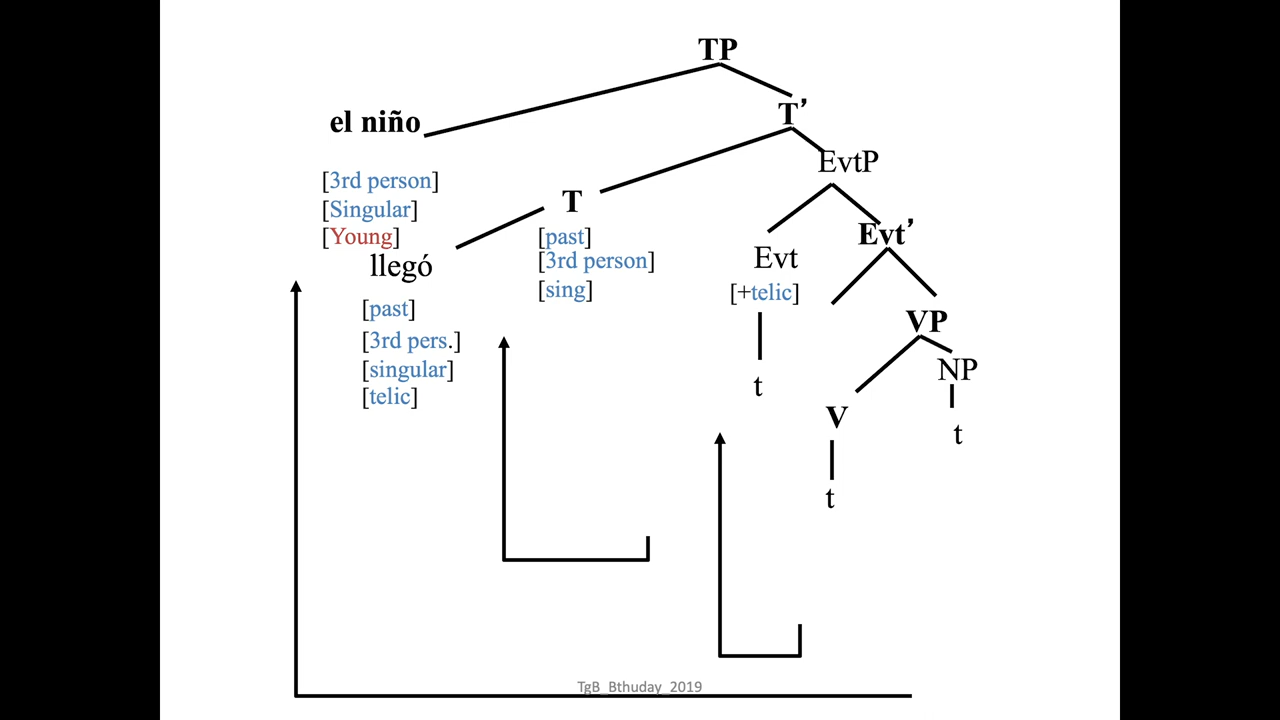 TP
T’
el niño
EvtP
[3rd person]
[Singular]
[Young]
T
[past]
[3rd person]
[sing]
Evt’
Evt
[+telic]
llegó
[past]
[3rd pers.]
[singular]
[telic]
VP
NP
t
V
t
t
TgB_Bthuday_2019